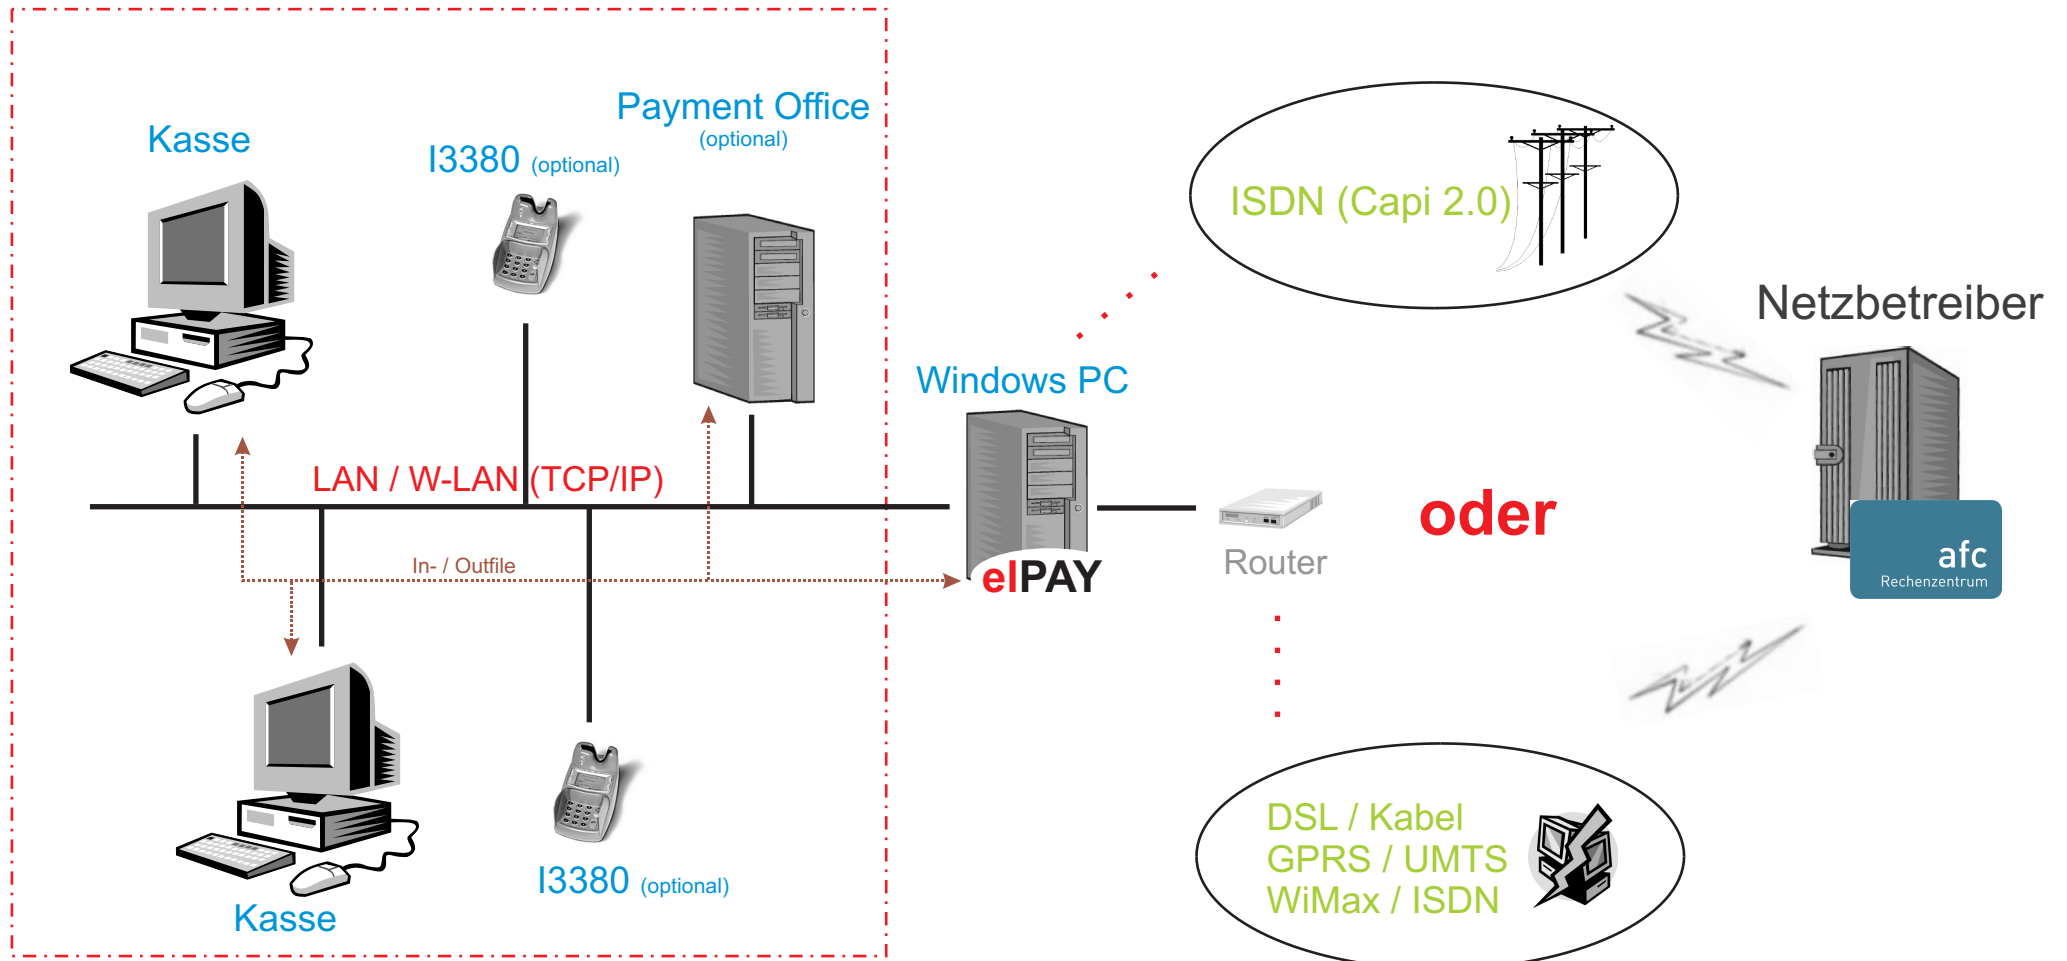 Kasse
I3380 (optional)
Payment Office
(optional)
ISDN (Capi 2.0)
Netzbetreiber
Windows PC
LAN / W-LAN (TCP/IP)
oder
In- / Outfile
elPAY
Router
afc
Rechenzentrum
DSL / Kabel
GPRS / UMTS
WiMax / ISDN
I3380 (optional)
Kasse